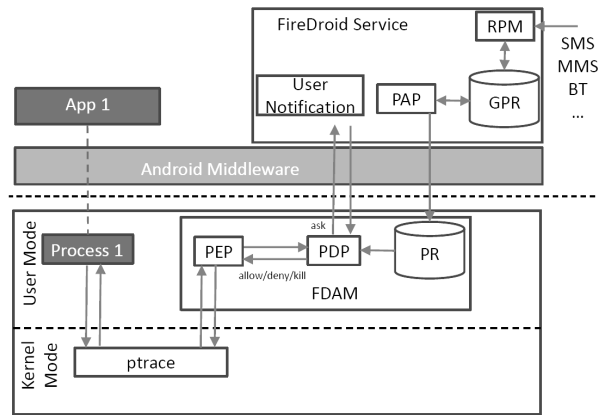 FireDroid Service
RPM
SMS
MMS
BT
...
User
Notification
PAP
GPR
App 1
Android Middleware
User Mode
Process 1
ask
PEP
PDP
PR
allow/deny/kill
FDAM
Kernel
Mode
ptrace